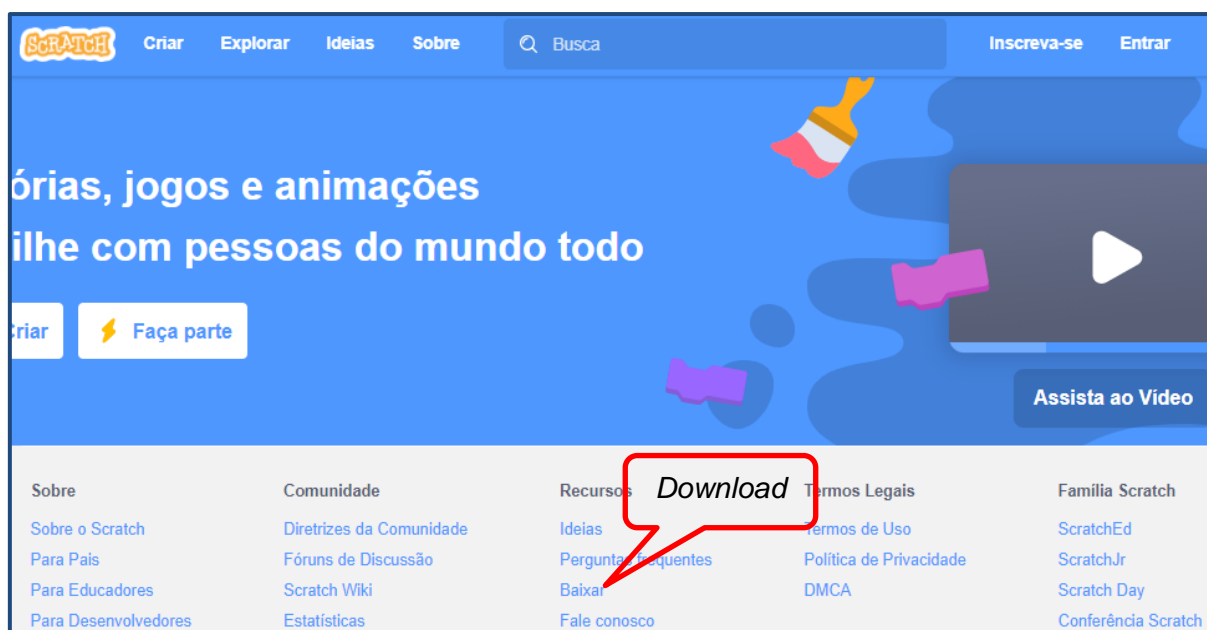 SCRATCH Criar Explorar Ideias Sobre Busca Inscreva-se Entrar
órias, jogos e animações
ilhe com pessoas do mundo todo
riar Faça parte
Assista ao Vídeo
Download
Sobre
Sobre o Scratch
Para Pais
Para Educadores
Para Desenvolvedores
Comunidade
Diretrizes da Comunidade
Fóruns de Discussão
Scratch Wiki
Estatísticas
Recursos
Ideias
Perguntas frequentes
Baixar
Fale conosco
Termos Legais
Termos de Uso
Política de Privacidade
DMCA
Família Scratch
ScratchEd
ScratchJr
Scratch Day
Conferência Scratch